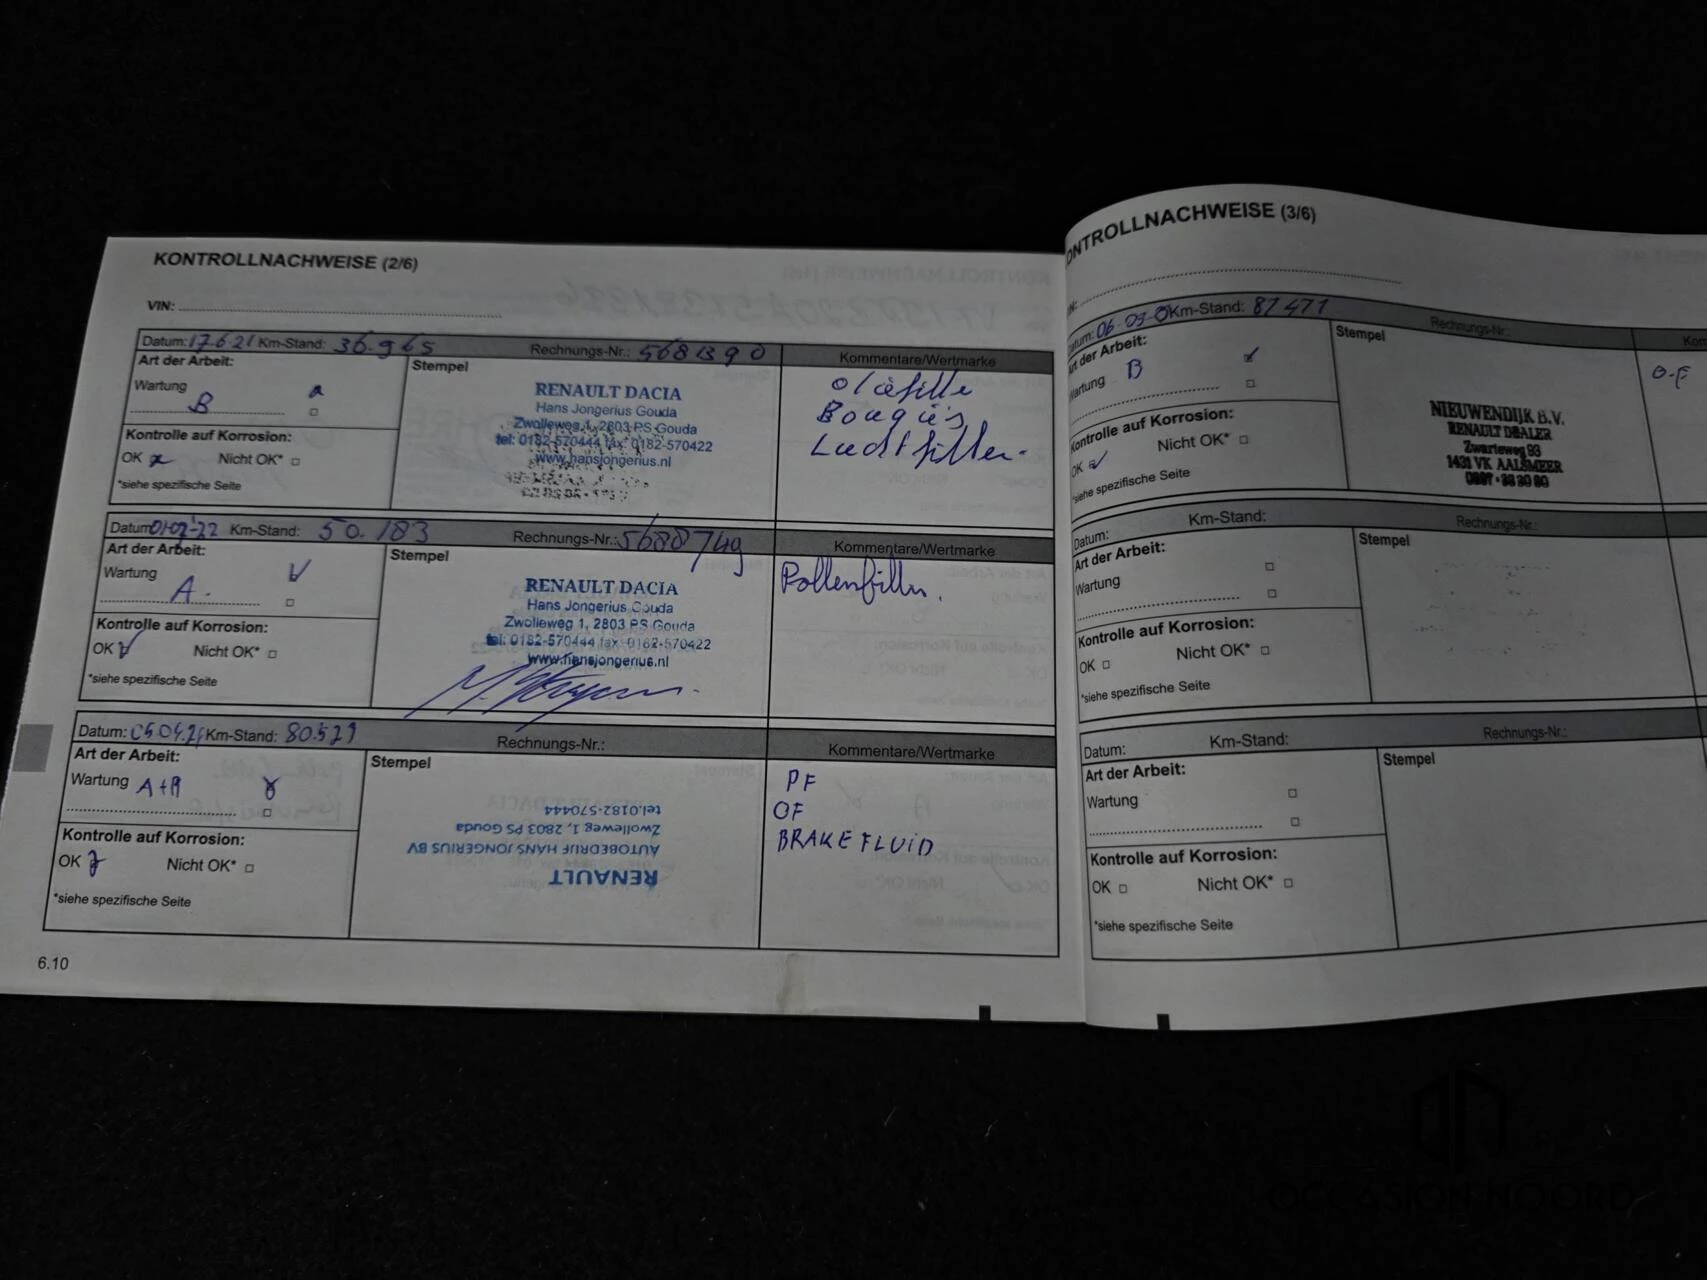 KONTROLLNACHWEISE (2/6)
VIN:
Datum: 17.6.21 Km-Stand: 36.965 Rechnungs-Nr.: 5681390 Kommentare/Wertmarke
Art der Arbeit:
Wartung
B
Kontrolle auf Korrosion:
OK Nicht OK*
*siehe spezifische Seite
Stempel
RENAULT DACIA
Hans Jongerius Gouda
Zwolleweg 1, 2803 PS Gouda
tel: 0182-570444 fax: 0182-570422
www.hansjongerius.nl
Bougies
Luchtfilter.
Datum: 01-02-22 Km-Stand: 50.183 Rechnungs-Nr.: 5688749 Kommentare/Wertmarke
Art der Arbeit:
Wartung
A.
Kontrolle auf Korrosion:
OK Nicht OK*
*siehe spezifische Seite
Stempel
RENAULT DACIA
Hans Jongerius Gouda
Zwolleweg 1, 2803 PS Gouda
tel: 0182-570444 fax: 0182-570422
www.hansjongerius.nl
Pollenfilter.
Datum: Km-Stand: 80.529 Rechnungs-Nr.: Kommentare/Wertmarke
Art der Arbeit:
Wartung A+A
Kontrolle auf Korrosion:
OK Nicht OK*
*siehe spezifische Seite
Stempel
RENAULT
AUTOBEDRIJF HANS JONGERIUS BV
Zwolleweg 1, 2803 PS Gouda
tel.0182-570444
PF
OF
BRAKE FLUID
6.10
ONTROLLNACHWEISE (3/6)
Km-Stand: 87471 Rechnungs-Nr.: Kom
Art der Arbeit:
Wartung B
Kontrolle auf Korrosion:
OK Nicht OK*
*siehe spezifische Seite
Stempel
NIEUWENDIJK B.V.
RENAULT DEALER
Zwarteweg 93
1431 VK AALSMEER
O.F
Datum: Km-Stand: Rechnungs-Nr.:
Art der Arbeit:
Wartung
Kontrolle auf Korrosion:
OK Nicht OK*
*siehe spezifische Seite
Stempel
Datum: Km-Stand: Rechnungs-Nr.:
Art der Arbeit:
Wartung
Kontrolle auf Korrosion:
OK Nicht OK*
*siehe spezifische Seite
Stempel
OCCASION NOORD